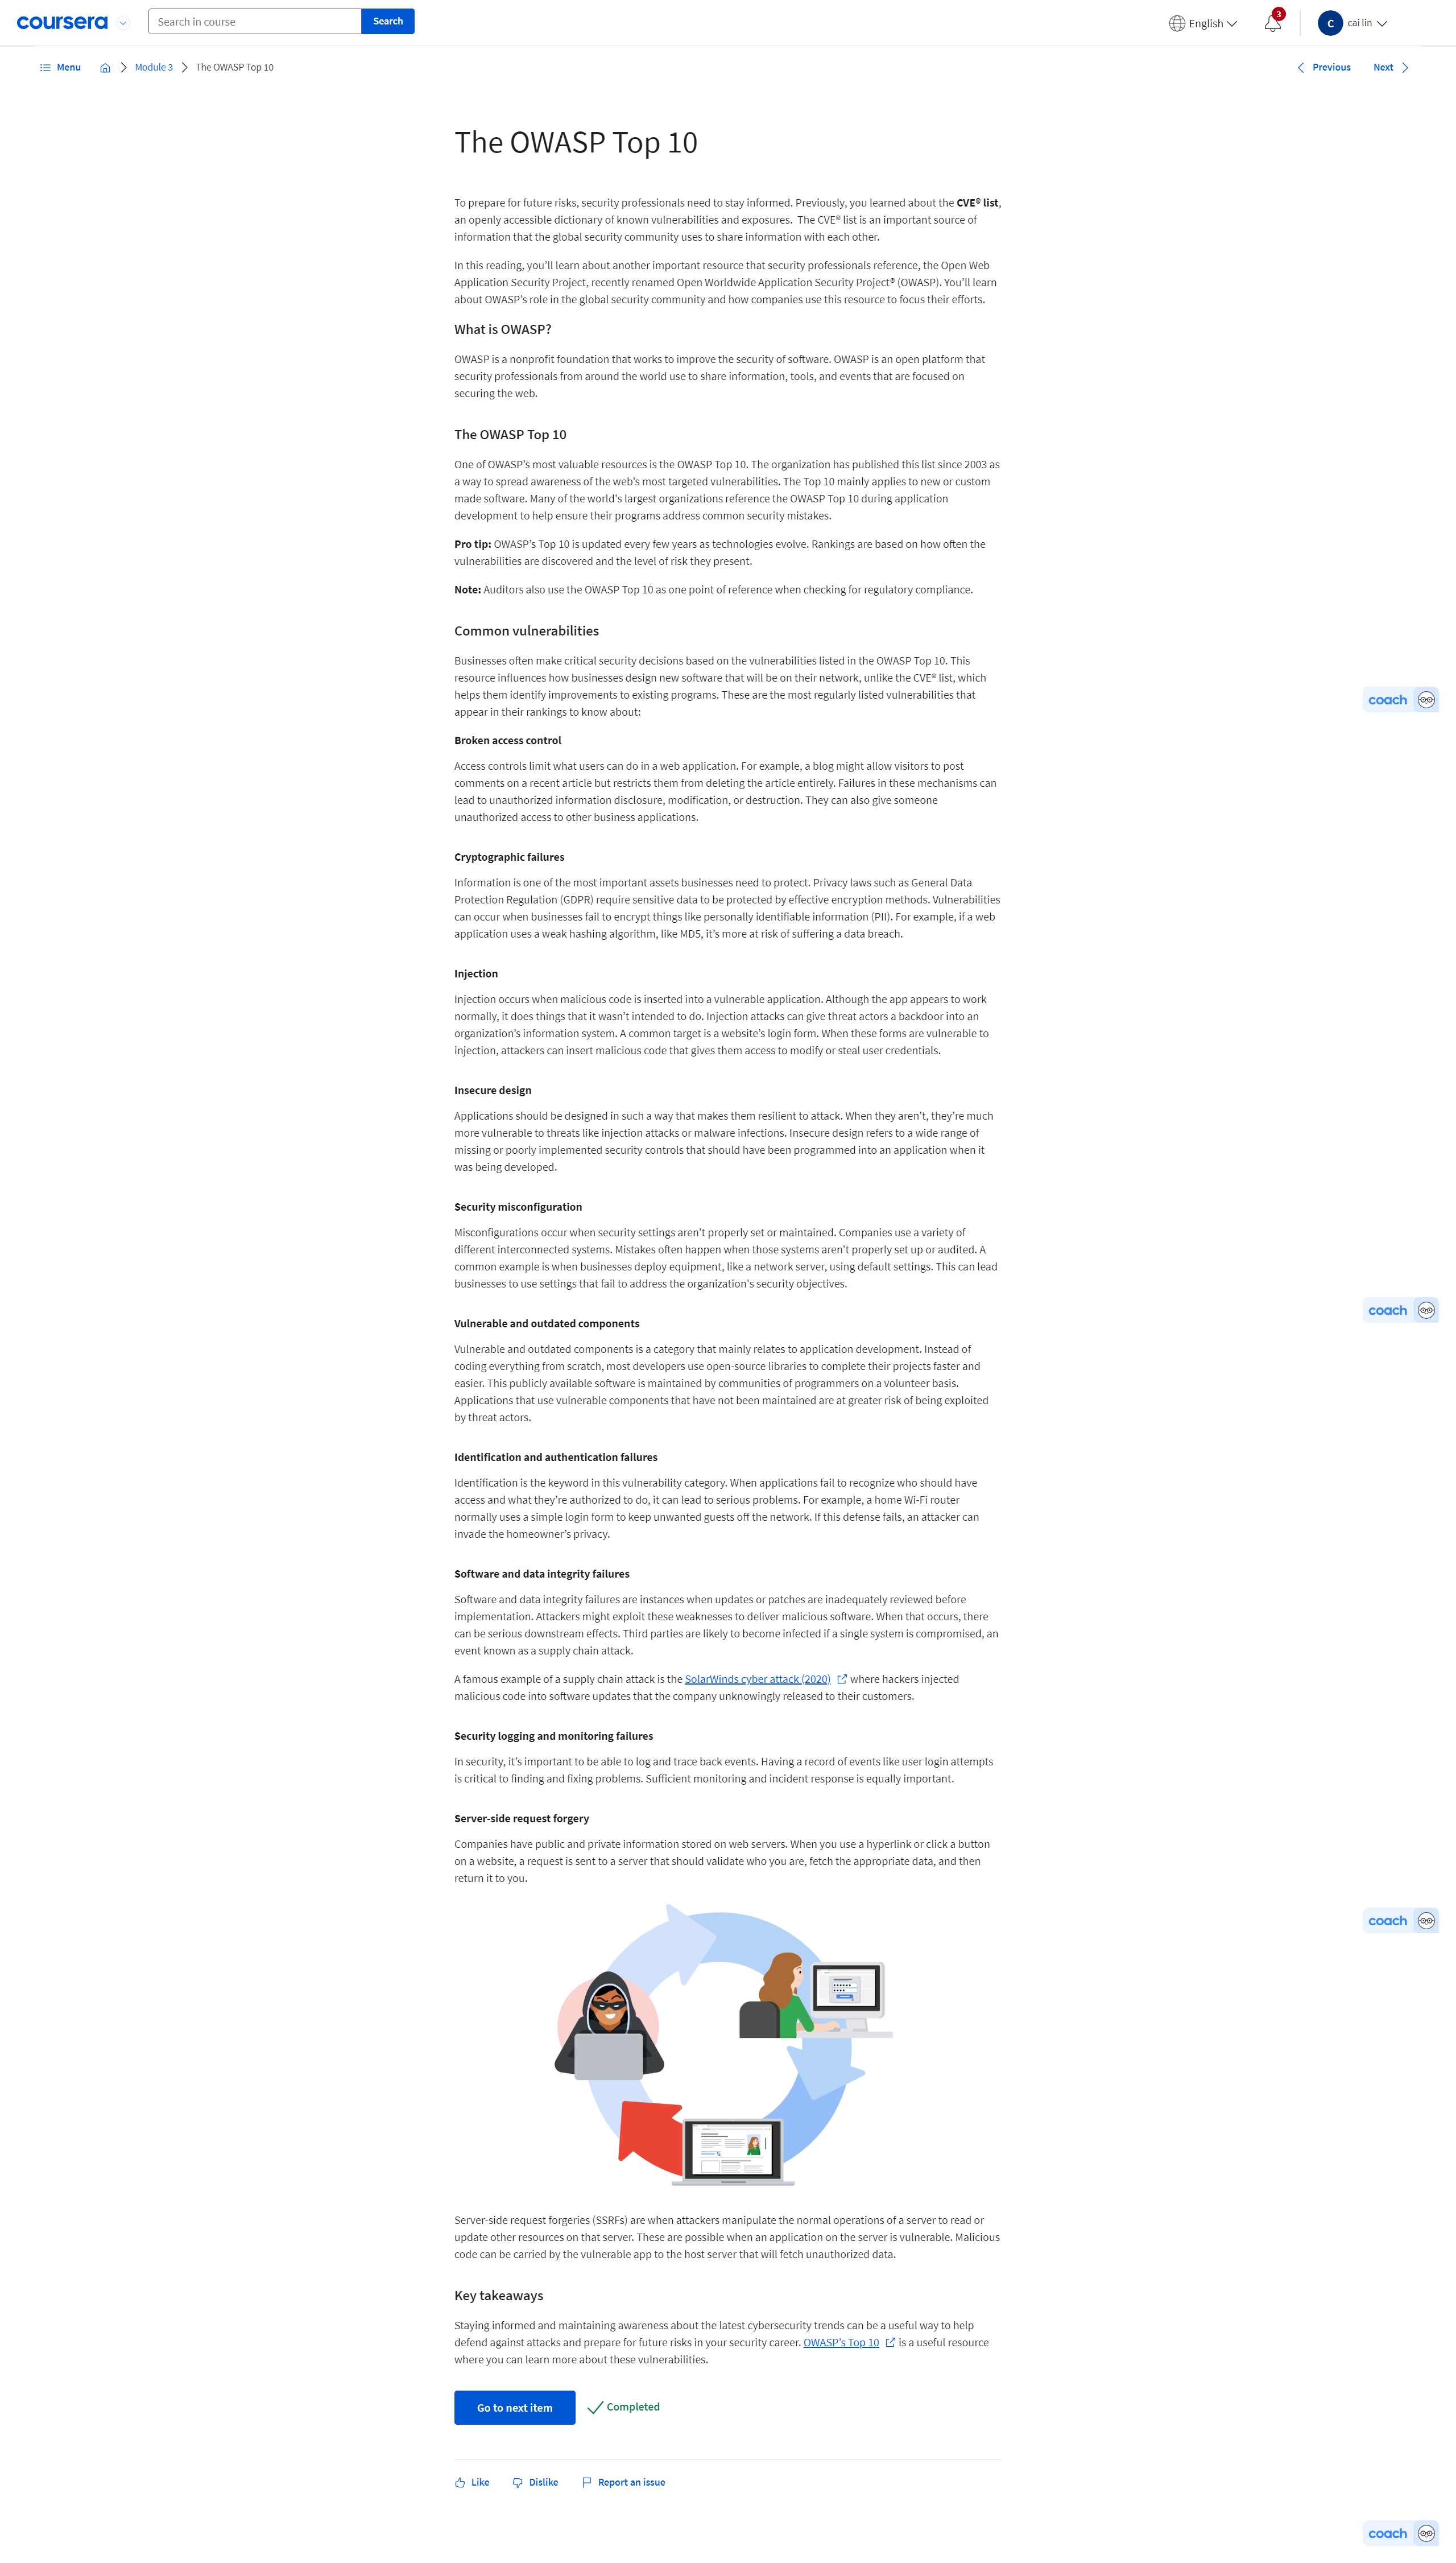 coursera
Search in course
Search
English
3
C
cai lin
Menu
Module 3
The OWASP Top 10
Previous
Next
The OWASP Top 10
To prepare for future risks, security professionals need to stay informed. Previously, you learned about the CVE® list,
an openly accessible dictionary of known vulnerabilities and exposures.  The CVE® list is an important source of
information that the global security community uses to share information with each other.
In this reading, you’ll learn about another important resource that security professionals reference, the Open Web
Application Security Project, recently renamed Open Worldwide Application Security Project® (OWASP). You’ll learn
about OWASP’s role in the global security community and how companies use this resource to focus their efforts.
What is OWASP?
OWASP is a nonprofit foundation that works to improve the security of software. OWASP is an open platform that
security professionals from around the world use to share information, tools, and events that are focused on
securing the web.
The OWASP Top 10
One of OWASP’s most valuable resources is the OWASP Top 10. The organization has published this list since 2003 as
a way to spread awareness of the web’s most targeted vulnerabilities. The Top 10 mainly applies to new or custom
made software. Many of the world's largest organizations reference the OWASP Top 10 during application
development to help ensure their programs address common security mistakes.
Pro tip: OWASP’s Top 10 is updated every few years as technologies evolve. Rankings are based on how often the
vulnerabilities are discovered and the level of risk they present.
Note: Auditors also use the OWASP Top 10 as one point of reference when checking for regulatory compliance.
Common vulnerabilities
Businesses often make critical security decisions based on the vulnerabilities listed in the OWASP Top 10. This
resource influences how businesses design new software that will be on their network, unlike the CVE® list, which
helps them identify improvements to existing programs. These are the most regularly listed vulnerabilities that
appear in their rankings to know about:
coach
Broken access control
Access controls limit what users can do in a web application. For example, a blog might allow visitors to post
comments on a recent article but restricts them from deleting the article entirely. Failures in these mechanisms can
lead to unauthorized information disclosure, modification, or destruction. They can also give someone
unauthorized access to other business applications.
Cryptographic failures
Information is one of the most important assets businesses need to protect. Privacy laws such as General Data
Protection Regulation (GDPR) require sensitive data to be protected by effective encryption methods. Vulnerabilities
can occur when businesses fail to encrypt things like personally identifiable information (PII). For example, if a web
application uses a weak hashing algorithm, like MD5, it’s more at risk of suffering a data breach.
Injection
Injection occurs when malicious code is inserted into a vulnerable application. Although the app appears to work
normally, it does things that it wasn't intended to do. Injection attacks can give threat actors a backdoor into an
organization’s information system. A common target is a website’s login form. When these forms are vulnerable to
injection, attackers can insert malicious code that gives them access to modify or steal user credentials.
Insecure design
Applications should be designed in such a way that makes them resilient to attack. When they aren’t, they’re much
more vulnerable to threats like injection attacks or malware infections. Insecure design refers to a wide range of
missing or poorly implemented security controls that should have been programmed into an application when it
was being developed.
Security misconfiguration
Misconfigurations occur when security settings aren’t properly set or maintained. Companies use a variety of
different interconnected systems. Mistakes often happen when those systems aren’t properly set up or audited. A
common example is when businesses deploy equipment, like a network server, using default settings. This can lead
businesses to use settings that fail to address the organization's security objectives.
coach
Vulnerable and outdated components
Vulnerable and outdated components is a category that mainly relates to application development. Instead of
coding everything from scratch, most developers use open-source libraries to complete their projects faster and
easier. This publicly available software is maintained by communities of programmers on a volunteer basis.
Applications that use vulnerable components that have not been maintained are at greater risk of being exploited
by threat actors.
Identification and authentication failures
Identification is the keyword in this vulnerability category. When applications fail to recognize who should have
access and what they’re authorized to do, it can lead to serious problems. For example, a home Wi-Fi router
normally uses a simple login form to keep unwanted guests off the network. If this defense fails, an attacker can
invade the homeowner’s privacy.
Software and data integrity failures
Software and data integrity failures are instances when updates or patches are inadequately reviewed before
implementation. Attackers might exploit these weaknesses to deliver malicious software. When that occurs, there
can be serious downstream effects. Third parties are likely to become infected if a single system is compromised, an
event known as a supply chain attack.
A famous example of a supply chain attack is the SolarWinds cyber attack (2020) where hackers injected
malicious code into software updates that the company unknowingly released to their customers.
Security logging and monitoring failures
In security, it’s important to be able to log and trace back events. Having a record of events like user login attempts
is critical to finding and fixing problems. Sufficient monitoring and incident response is equally important.
Server-side request forgery
Companies have public and private information stored on web servers. When you use a hyperlink or click a button
on a website, a request is sent to a server that should validate who you are, fetch the appropriate data, and then
return it to you.
coach
Server-side request forgeries (SSRFs) are when attackers manipulate the normal operations of a server to read or
update other resources on that server. These are possible when an application on the server is vulnerable. Malicious
code can be carried by the vulnerable app to the host server that will fetch unauthorized data.
Key takeaways
Staying informed and maintaining awareness about the latest cybersecurity trends can be a useful way to help
defend against attacks and prepare for future risks in your security career. OWASP’s Top 10 is a useful resource
where you can learn more about these vulnerabilities.
Go to next item
Completed
Like
Dislike
Report an issue
coach